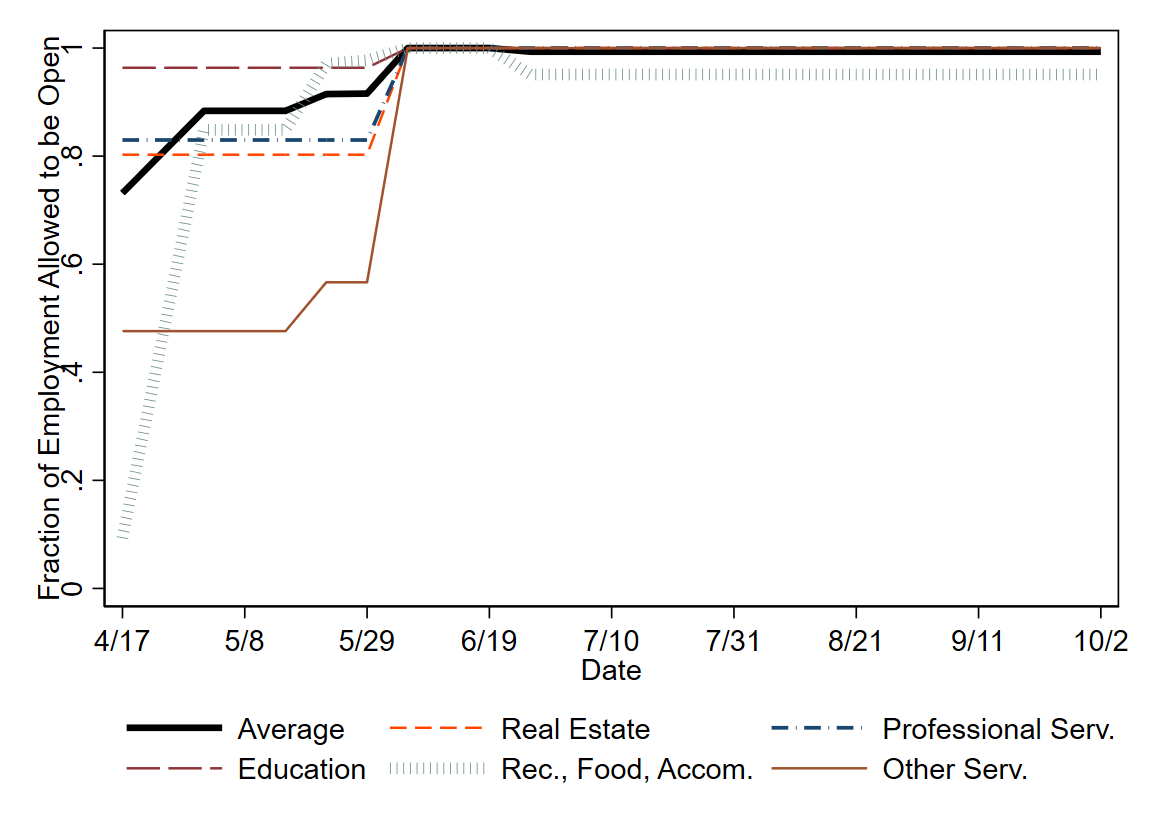 Fraction of Employment Allowed to be Open
1
.8
.6
.4
.2
0
4/17 5/8 5/29 6/19 7/10 7/31 8/21 9/11 10/2
Date
Average Real Estate Professional Serv.
Education Rec., Food, Accom. Other Serv.